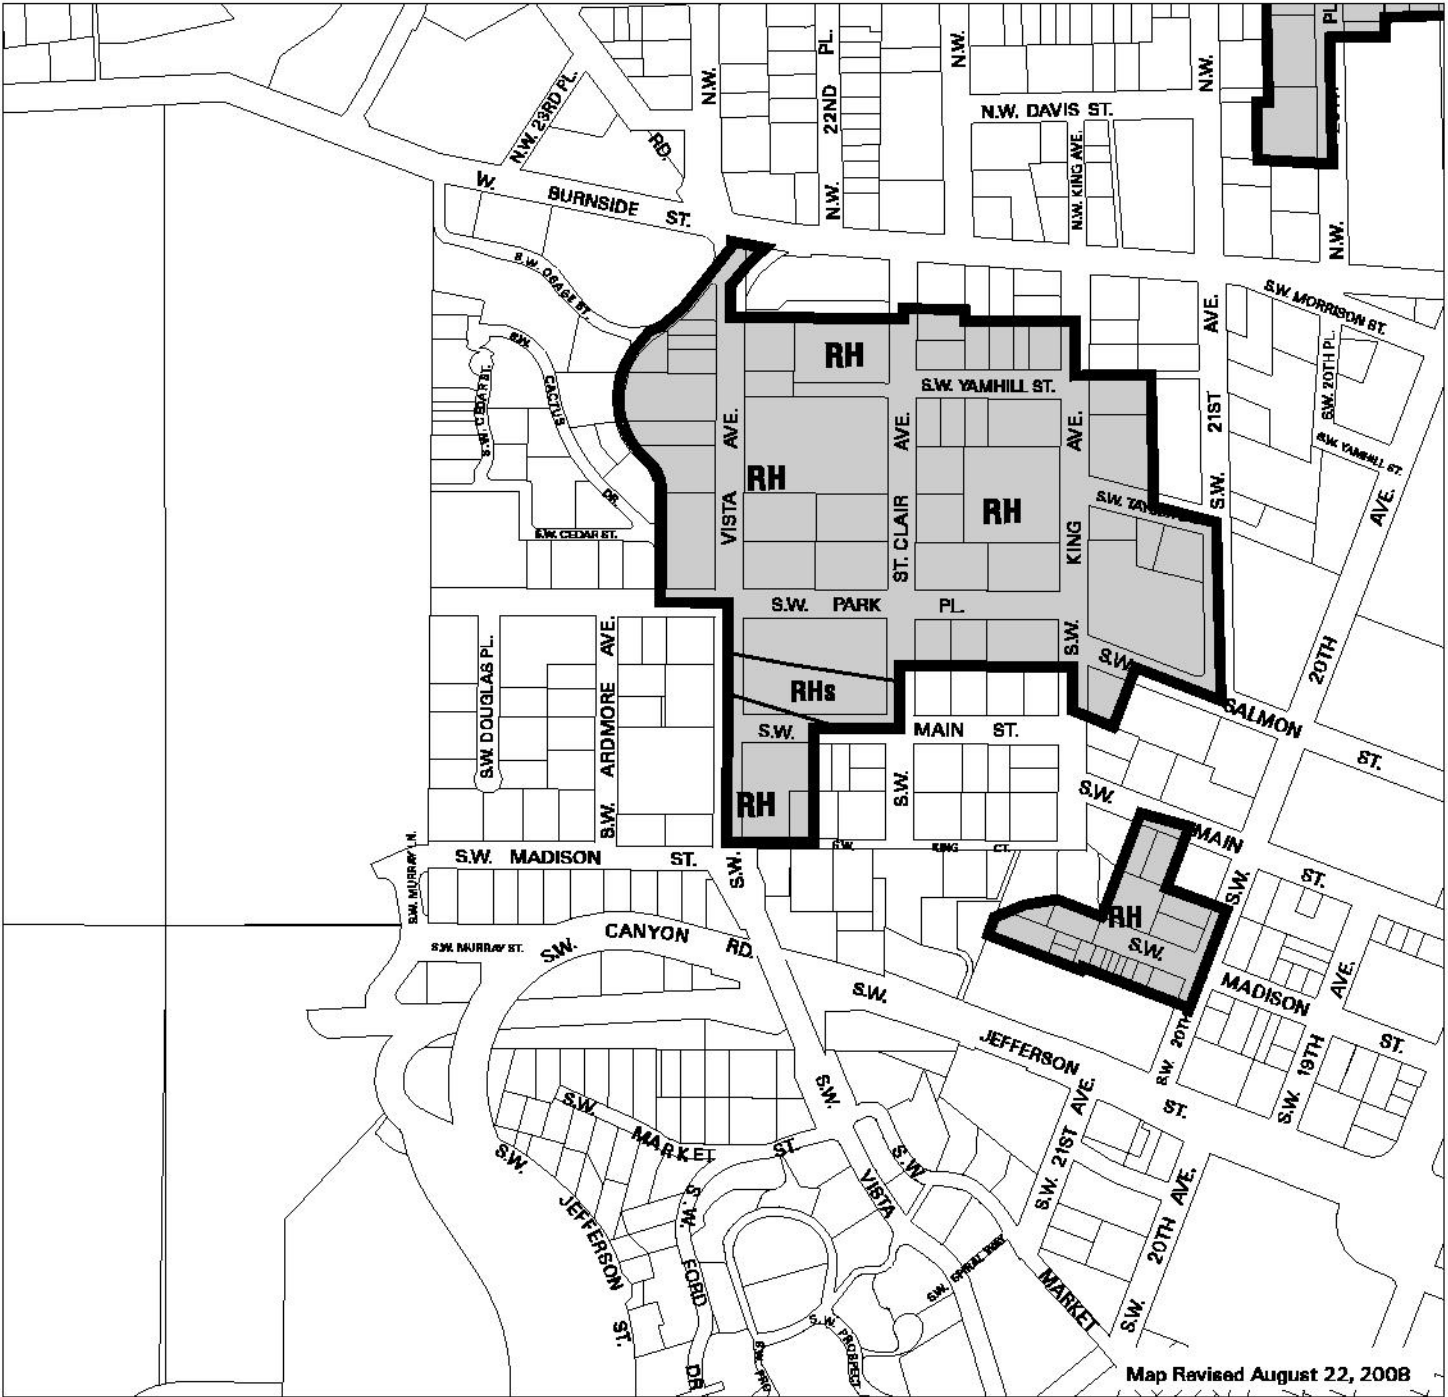 PL.
N.W.
22ND PL.
N.W.
N.W.
N.W.
N.W. 23RD PL.
RD.
N.W. DAVIS ST.
N.W. KING AVE.
N.W.
W. BURNSIDE ST.
S.W. OSAGE ST.
S.W. MORRISON ST.
AVE.
S.W. 20TH PL.
S.W. CACTUS DR.
S.W. CEDAR ST.
RH
S.W. YAMHILL ST.
AVE.
AVE.
AVE.
21ST
S.W. YAMHILL ST.
RH
RH
S.W.
AVE.
VISTA
ST. CLAIR
KING
S.W.
S.W. CEDAR ST.
S.W. PARK PL.
S.W.
S.W.
AVE.
S.W. DOUGLAS PL.
ARDMORE
20TH
RHs
SALMON ST.
S.W. MAIN ST.
S.W.
S.W.
S.W.
RH
MAIN ST.
S.W. KING CT.
S.W. MURRAY LN.
S.W. MADISON ST.
S.W.
S.W.
RH
S.W.
S.W. MURRAY ST.
S.W. CANYON RD.
MADISON ST.
AVE.
S.W.
JEFFERSON ST.
S.W. 20TH
S.W. 19TH
S.W.
S.W. MARKET ST.
S.W. 21ST AVE.
S.W.
S.W.
JEFFERSON ST.
VISTA
S.W. 20TH AVE.
S.W. FORD DR
S.W. SPIRAL WAY
MARKET
S.W. PROSPECT
S.W. PRO
Map Revised August 22, 2008